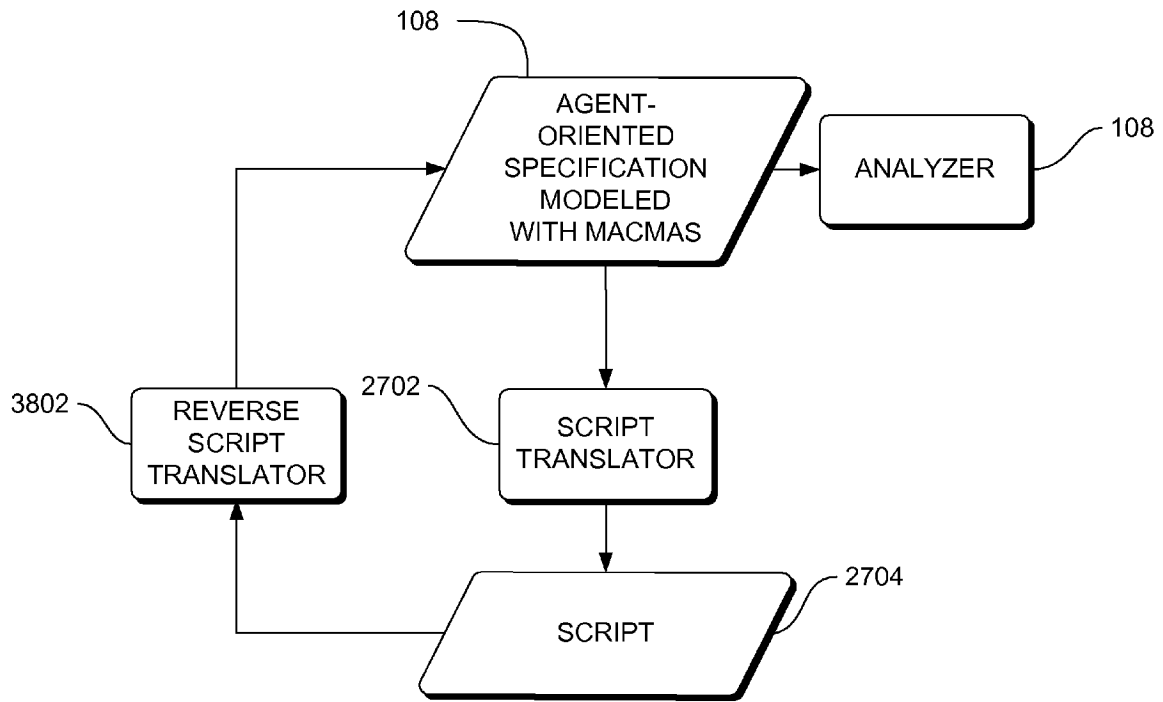 108
AGENT-
ORIENTED
SPECIFICATION
MODELED
WITH MACMAS
ANALYZER
108
3802
REVERSE
SCRIPT
TRANSLATOR
2702
SCRIPT
TRANSLATOR
SCRIPT
2704